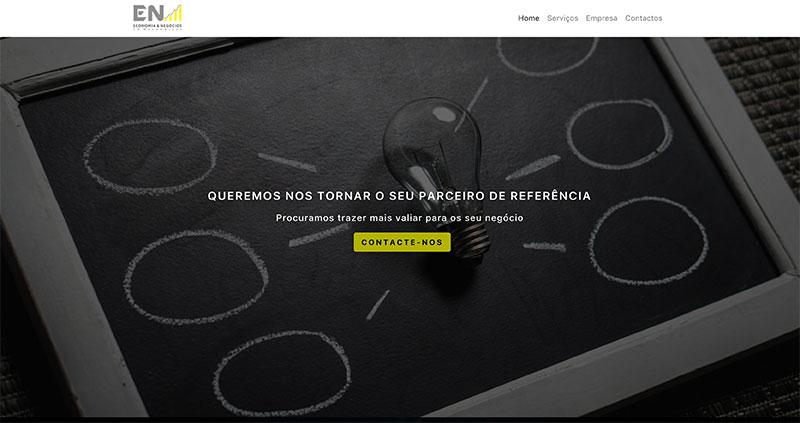 EN
ECONOMIA & NEGÓCIOS
Home Serviços Empresa Contactos
QUEREMOS NOS TORNAR O SEU PARCEIRO DE REFERÊNCIA
Procuramos trazer mais valiar para os seu negócio
CONTACTE-NOS